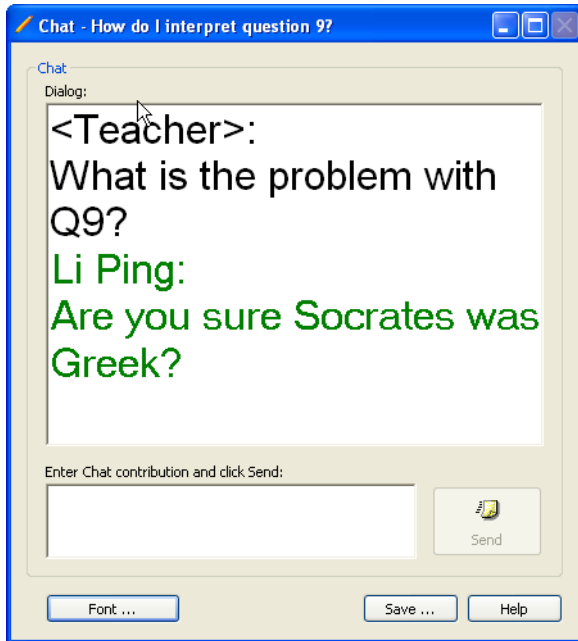 Chat - How do I interpret question 9?
Chat
Dialog:
<Teacher>:
What is the problem with
Q9?
Li Ping:
Are you sure Socrates was
Greek?
Enter Chat contribution and click Send:
Send
Font ...
Save ...
Help